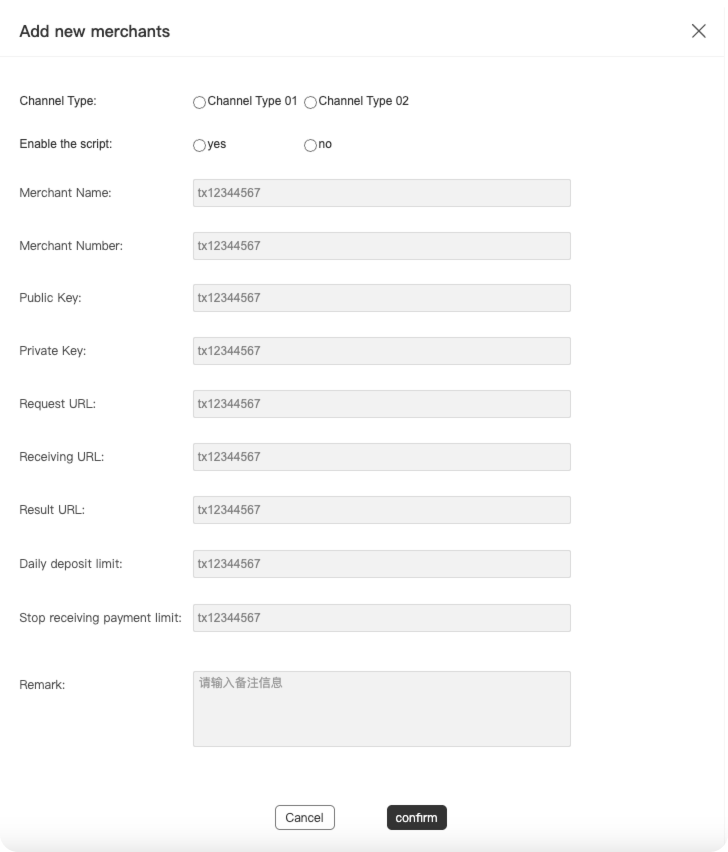 Add new merchants
Channel Type: Channel Type 01 Channel Type 02
Enable the script: yes no
Merchant Name: tx12344567
Merchant Number: tx12344567
Public Key: tx12344567
Private Key: tx12344567
Request URL: tx12344567
Receiving URL: tx12344567
Result URL: tx12344567
Daily deposit limit: tx12344567
Stop receiving payment limit: tx12344567
Remark: 请输入备注信息
Cancel confirm